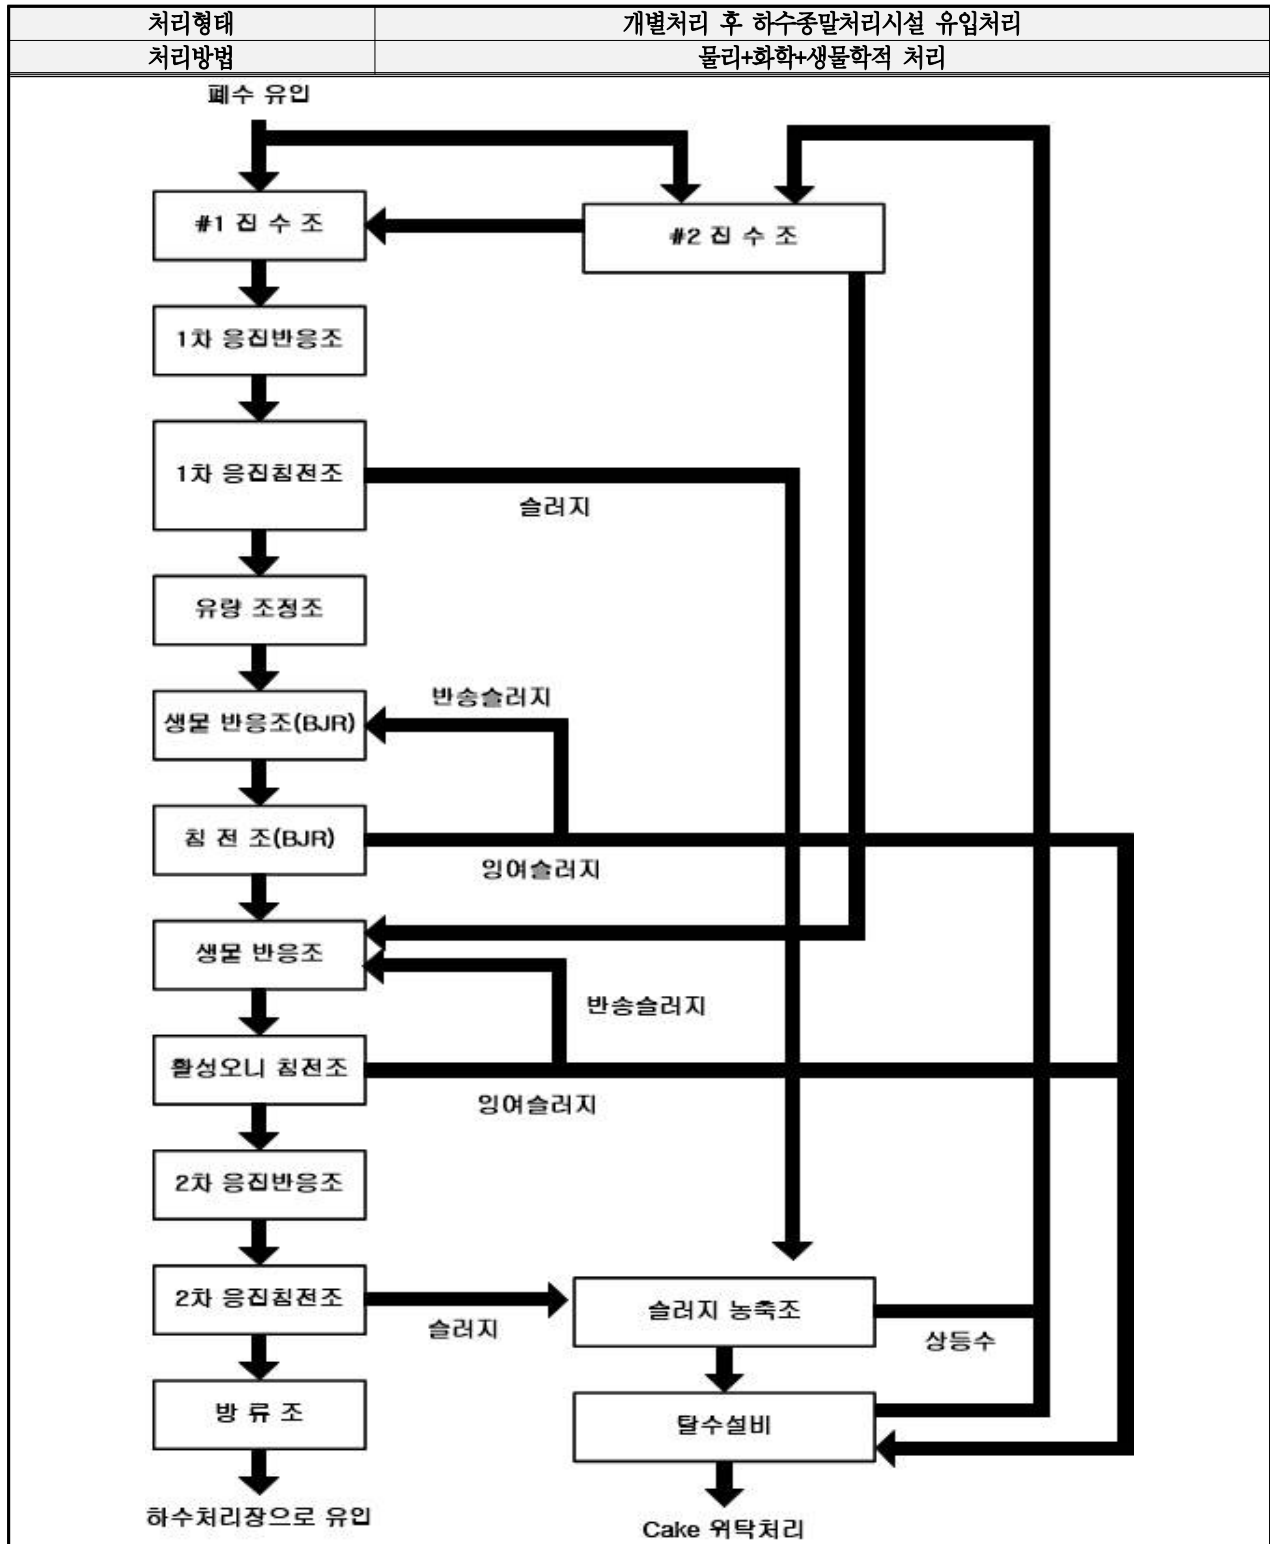 처리형태 개별처리 후 하수종말처리시설 유입처리
처리방법 물리+화학+생물학적 처리
폐수 유입
#1 집 수 조
#2 집 수 조
1차 응집반응조
1차 응집침전조
슬러지
유량 조정조
반송슬러지
생물 반응조(BJR)
침 전 조(BJR)
잉여슬러지
생물 반응조
반송슬러지
활성오니 침전조
잉여슬러지
2차 응집반응조
2차 응집침전조
슬러지
슬러지 농축조
상등수
방 류 조
탈수설비
하수처리장으로 유입
Cake 위탁처리